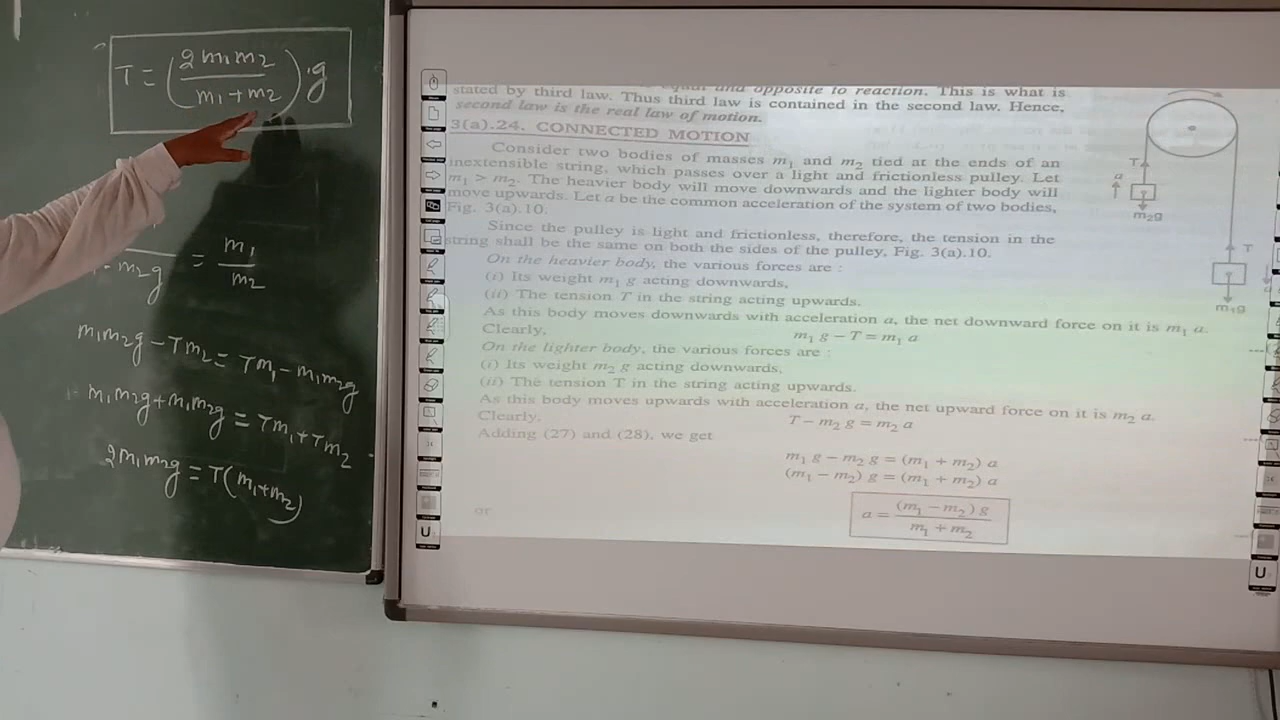 T = (2m₁m₂ / m₁+m₂) · g
= m₁ / m₂
- m₂g
m₁m₂g - Tm₂ = Tm₁ - m₁m₂g
m₁m₂g + m₁m₂g = Tm₁ + Tm₂
2m₁m₂g = T(m₁+m₂)
and opposite to reaction. This is what is
stated by third law. Thus third law is contained in the second law. Hence,
second law is the real law of motion.
3(a).24. CONNECTED MOTION
Consider two bodies of masses m₁ and m₂ tied at the ends of an
inextensible string, which passes over a light and frictionless pulley. Let
m₁ > m₂. The heavier body will move downwards and the lighter body will
move upwards. Let a be the common acceleration of the system of two bodies,
Fig. 3(a).10.
Since the pulley is light and frictionless, therefore, the tension in the
string shall be the same on both the sides of the pulley, Fig. 3(a).10.
On the heavier body, the various forces are :
(i) Its weight m₁ g acting downwards,
(ii) The tension T in the string acting upwards.
As this body moves downwards with acceleration a, the net downward force on it is m₁ a.
Clearly, m₁ g – T = m₁ a
On the lighter body, the various forces are :
(i) Its weight m₂ g acting downwards,
(ii) The tension T in the string acting upwards.
As this body moves upwards with acceleration a, the net upward force on it is m₂ a.
Clearly, T – m₂ g = m₂ a
Adding (27) and (28), we get
m₁ g – m₂ g = (m₁ + m₂) a
(m₁ – m₂) g = (m₁ + m₂) a
or a = (m₁ – m₂) g / m₁ + m₂
T
a
m₂g
T
a
m₁g
U
U